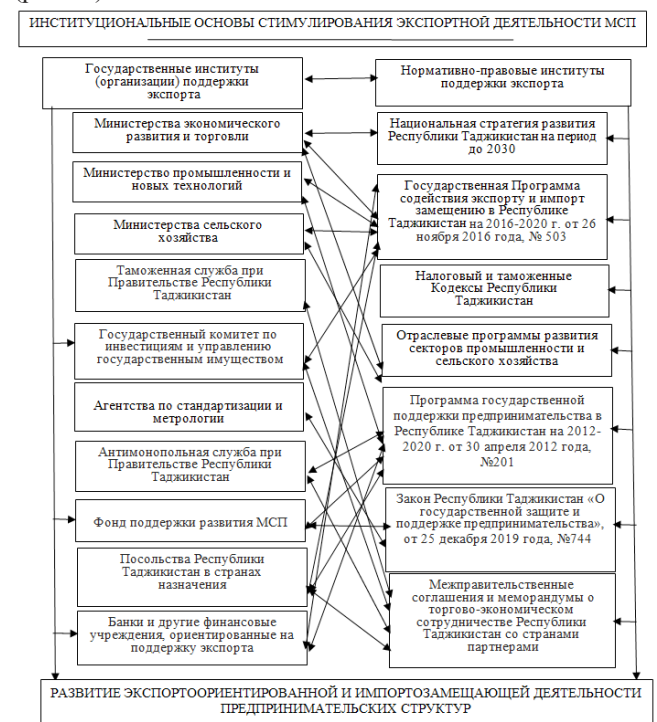 ИНСТИТУЦИОНАЛЬНЫЕ ОСНОВЫ СТИМУЛИРОВАНИЯ ЭКСПОРТНОЙ ДЕЯТЕЛЬНОСТИ МСП
Государственные институты
(организации) поддержки
экспорта
Нормативно-правовые институты
поддержки экспорта
Министерства экономического
развития и торговли
Национальная стратегия развития
Республики Таджикистан на период
до 2030
Министерство промышленности и
новых технологий
Государственная Программа
содействия экспорту и импорт
замещению в Республике
Таджикистан на 2016-2020 г. от 26
ноября 2016 года, № 503
Министерства сельского
хозяйства
Таможенная служба при
Правительстве Республики
Таджикистан
Налоговый и таможенные
Кодексы Республики
Таджикистан
Государственный комитет по
инвестициям и управлению
государственным имуществом
Отраслевые программы развития
секторов промышленности и
сельского хозяйства
Агентства по стандартизации и
метрологии
Программа государственной
поддержки предпринимательства в
Республике Таджикистан на 2012-
2020 г. от 30 апреля 2012 года,
№201
Антимонопольная служба при
Правительстве Республики
Таджикистан
Фонд поддержки развития МСП
Закон Республики Таджикистан «О
государственной защите и
поддержке предпринимательства»,
от 25 декабря 2019 года, №744
Посольства Республики
Таджикистан в странах
назначения
Межправительственные
соглашения и меморандумы о
торгово-экономическом
сотрудничестве Республики
Таджикистан со странами
партнерами
Банки и другие финансовые
учреждения, ориентированные на
поддержку экспорта
РАЗВИТИЕ ЭКСПОРТООРИЕНТИРОВАННОЙ И ИМПОРТОЗАМЕЩАЮЩЕЙ ДЕЯТЕЛЬНОСТИ
ПРЕДПРИНИМАТЕЛЬСКИХ СТРУКТУР